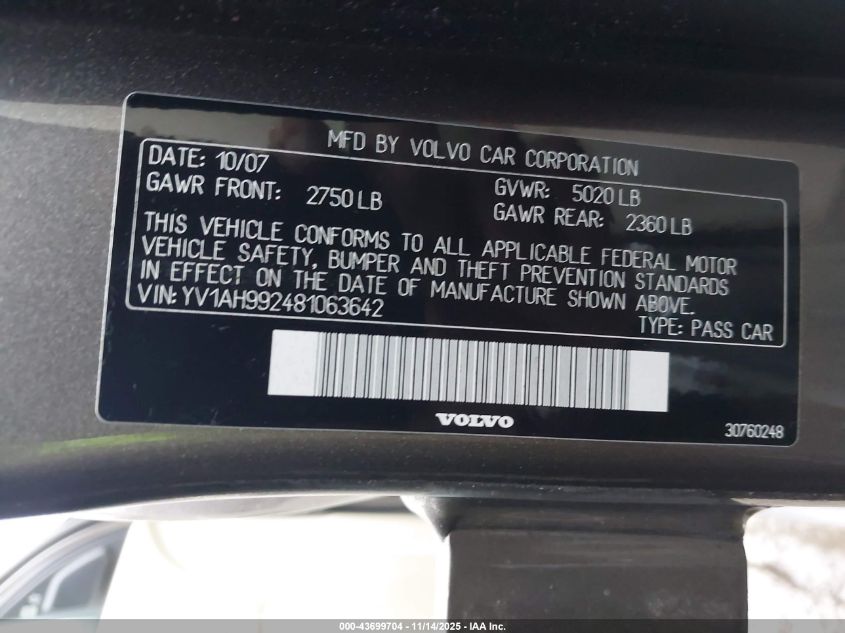 MFD BY VOLVO CAR CORPORATION
DATE: 10/07
GVWR: 5020 LB
GAWR FRONT: 2750 LB
GAWR REAR: 2360 LB
THIS VEHICLE CONFORMS TO ALL APPLICABLE FEDERAL MOTOR
VEHICLE SAFETY, BUMPER AND THEFT PREVENTION STANDARDS
IN EFFECT ON THE DATE OF MANUFACTURE SHOWN ABOVE.
VIN: YV1AH992481063642
TYPE: PASS CAR
VOLVO
30760248
000-43699704 - 11/14/2025 - IAA Inc.